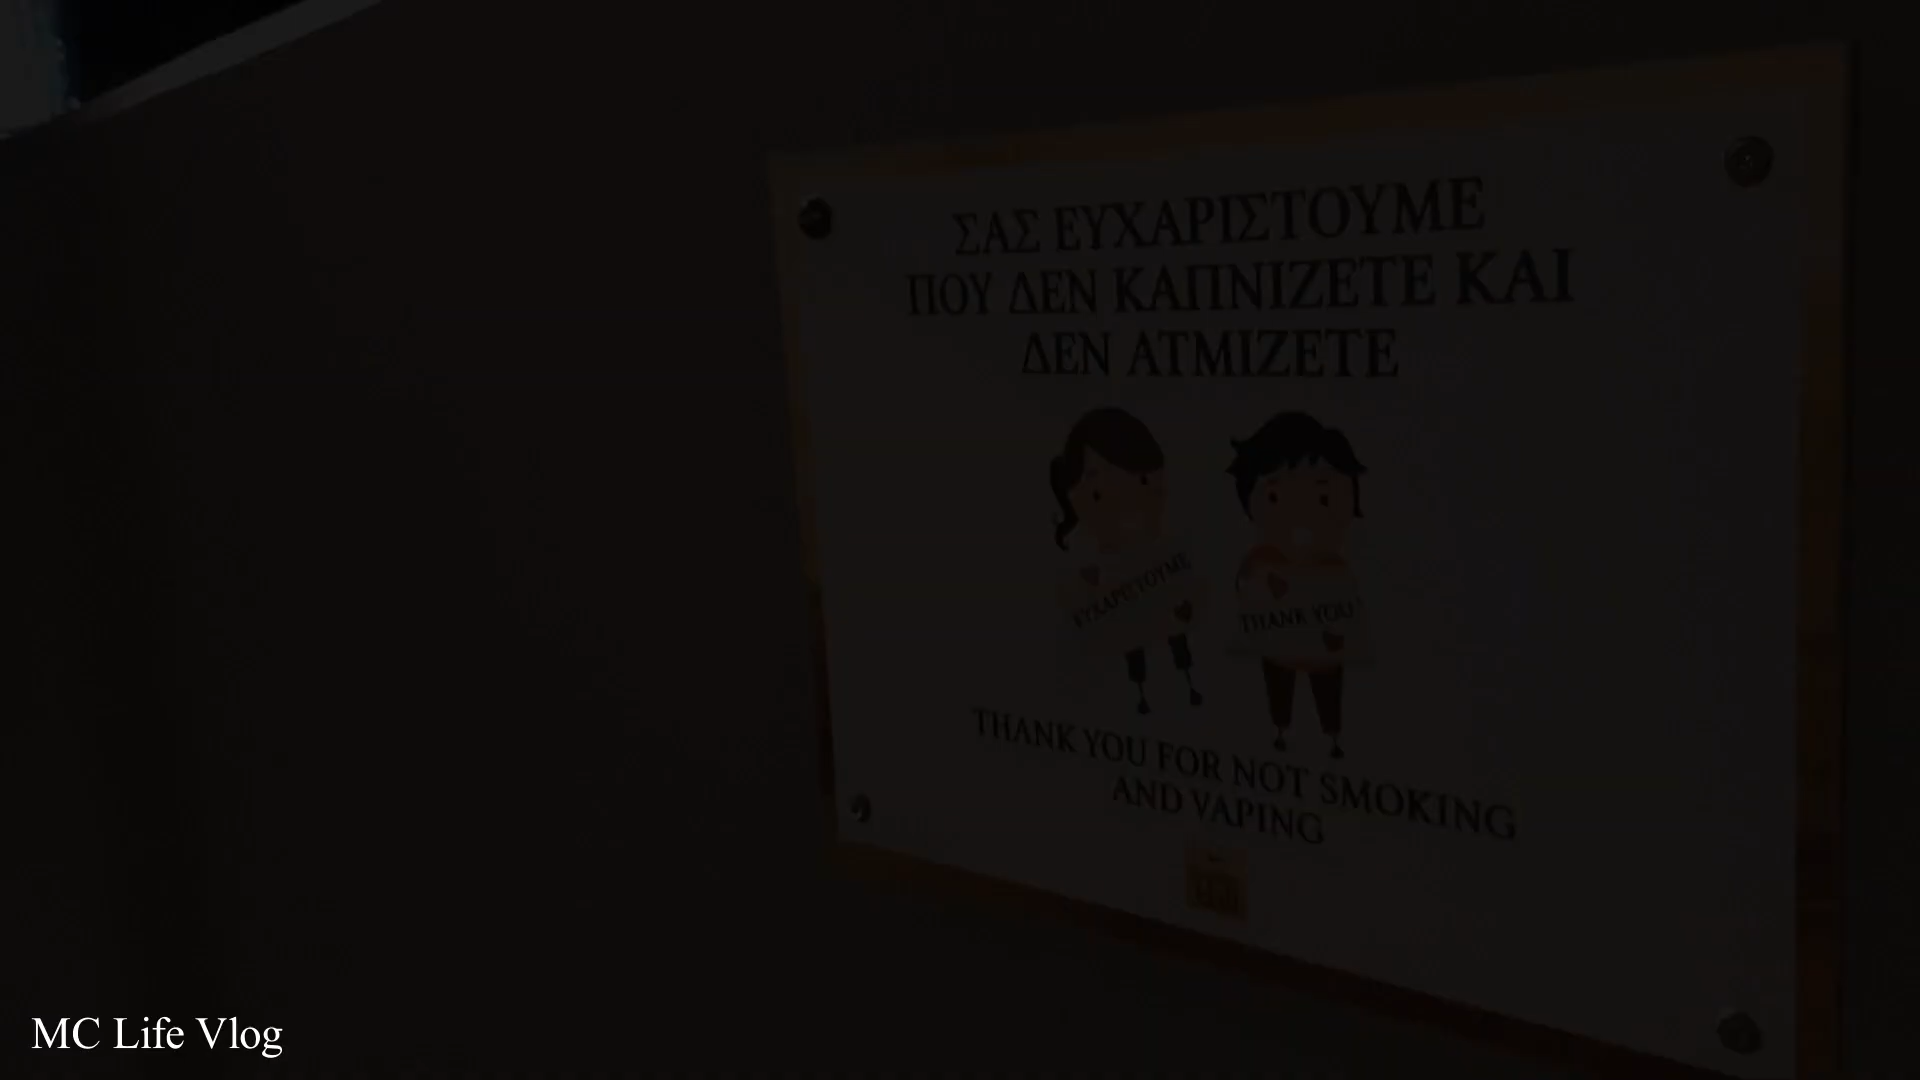 ΣΑΣ ΕΥΧΑΡΙΣΤΟΥΜΕ
ΠΟΥ ΔΕΝ ΚΑΠΝΙΖΕΤΕ ΚΑΙ
ΔΕΝ ΑΤΜΙΖΕΤΕ
ΕΥΧΑΡΙΣΤΟΥΜΕ
THANK YOU!
THANK YOU FOR NOT SMOKING
AND VAPING
MC Life Vlog